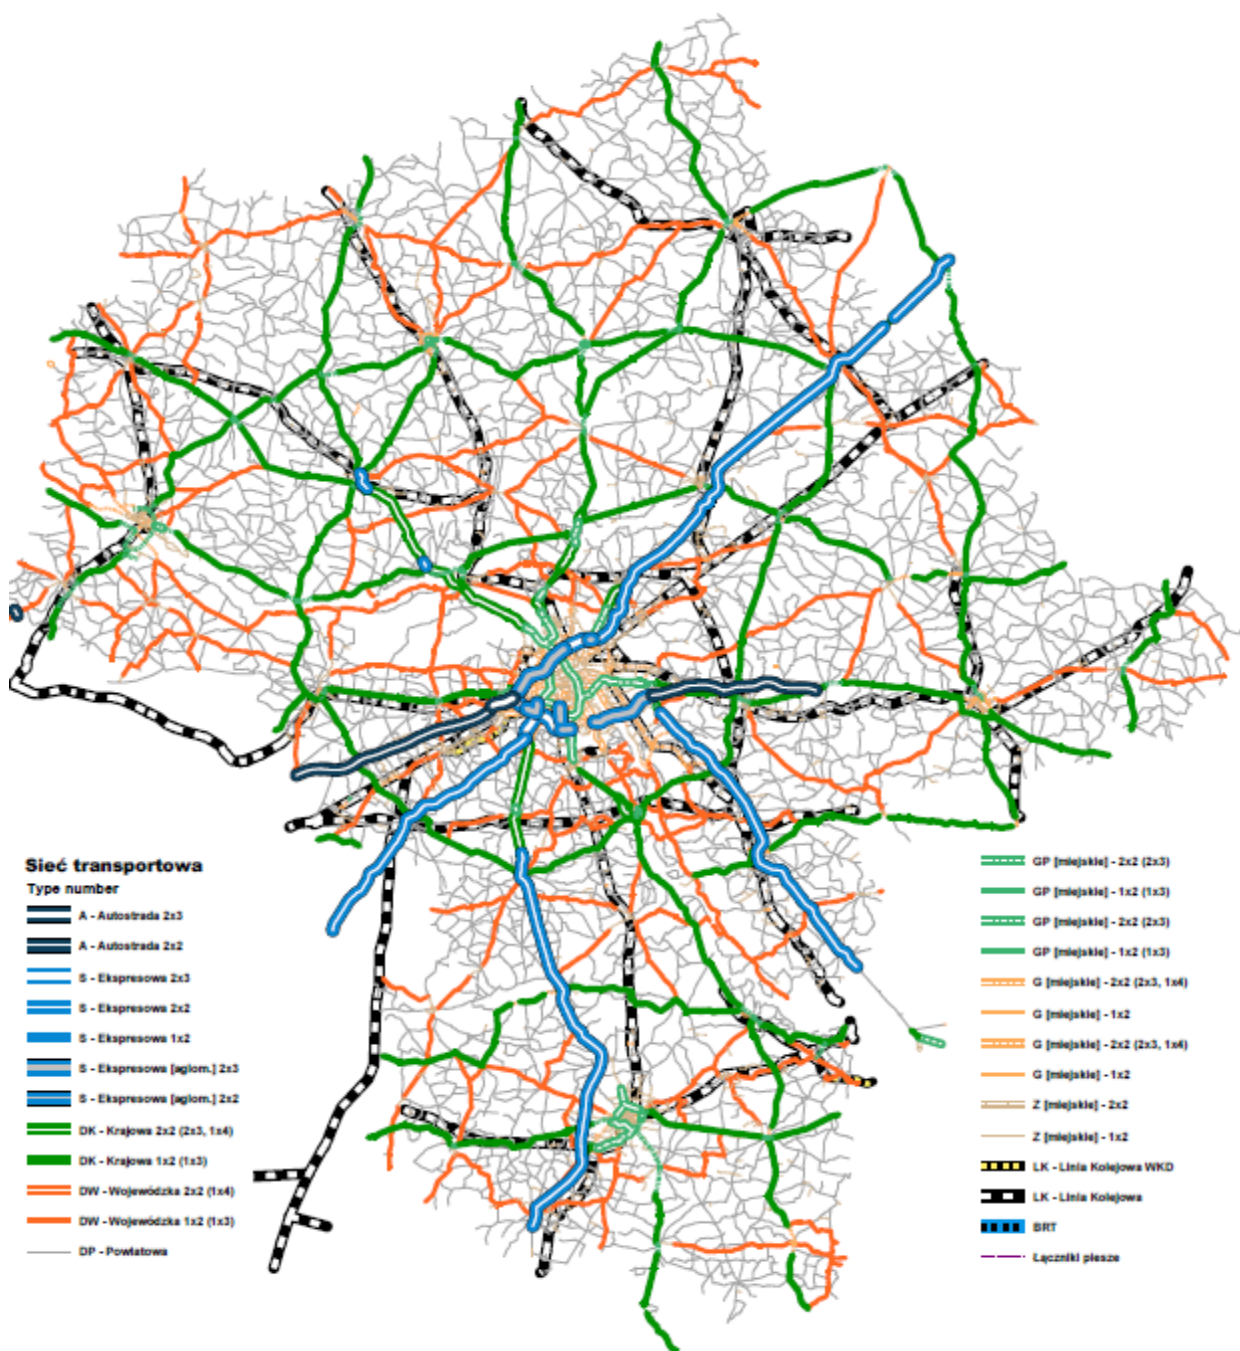 Sieć transportowa
Type number
A - Autostrada 2x3
A - Autostrada 2x2
S - Ekspresowa 2x3
S - Ekspresowa 2x2
S - Ekspresowa 1x2
S - Ekspresowa [aglom.] 2x3
S - Ekspresowa [aglom.] 2x2
DK - Krajowa 2x2 (2x3, 1x4)
DK - Krajowa 1x2 (1x3)
DW - Wojewódzka 2x2 (1x4)
DW - Wojewódzka 1x2 (1x3)
DP - Powiatowa
GP [miejskie] - 2x2 (2x3)
GP [miejskie] - 1x2 (1x3)
GP [miejskie] - 2x2 (2x3)
GP [miejskie] - 1x2 (1x3)
G [miejskie] - 2x2 (2x3, 1x4)
G [miejskie] - 1x2
G [miejskie] - 2x2 (2x3, 1x4)
G [miejskie] - 1x2
Z [miejskie] - 2x2
Z [miejskie] - 1x2
LK - Linia Kolejowa WKD
LK - Linia Kolejowa
BRT
Łączniki piesze